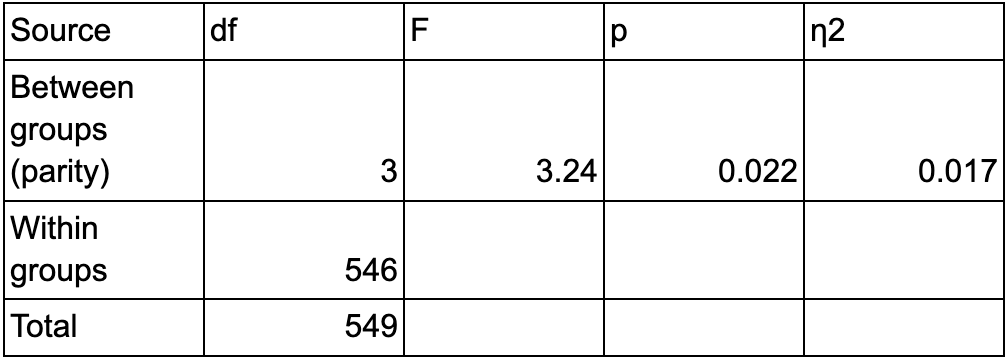 Source df F p η2
Between
groups
(parity) 3 3.24 0.022 0.017
Within
groups 546
Total 549